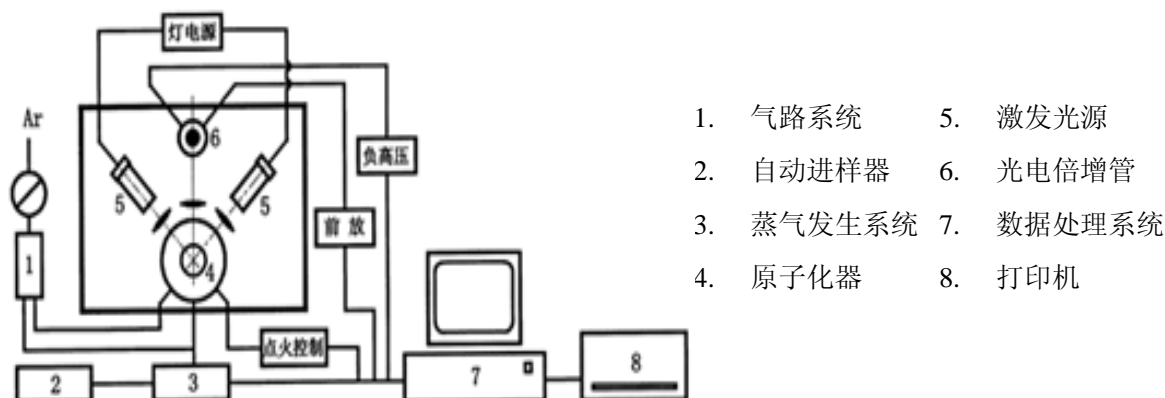 灯电源
Ar
6
负高压
5
5
前放
1
4
点火控制
2
3
7
8
1. 气路系统 5. 激发光源
2. 自动进样器 6. 光电倍增管
3. 蒸气发生系统 7. 数据处理系统
4. 原子化器 8. 打印机